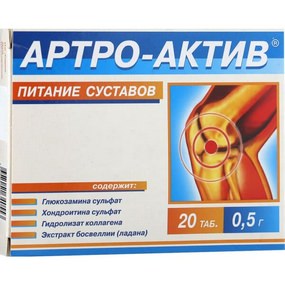 АРТРО-АКТИВ®
ПИТАНИЕ СУСТАВОВ
содержит:
Глюкозамина сульфат
Хондроитина сульфат
Гидролизат коллагена
Экстракт босвеллии (ладана)
20 ТАБ. 0,5 г